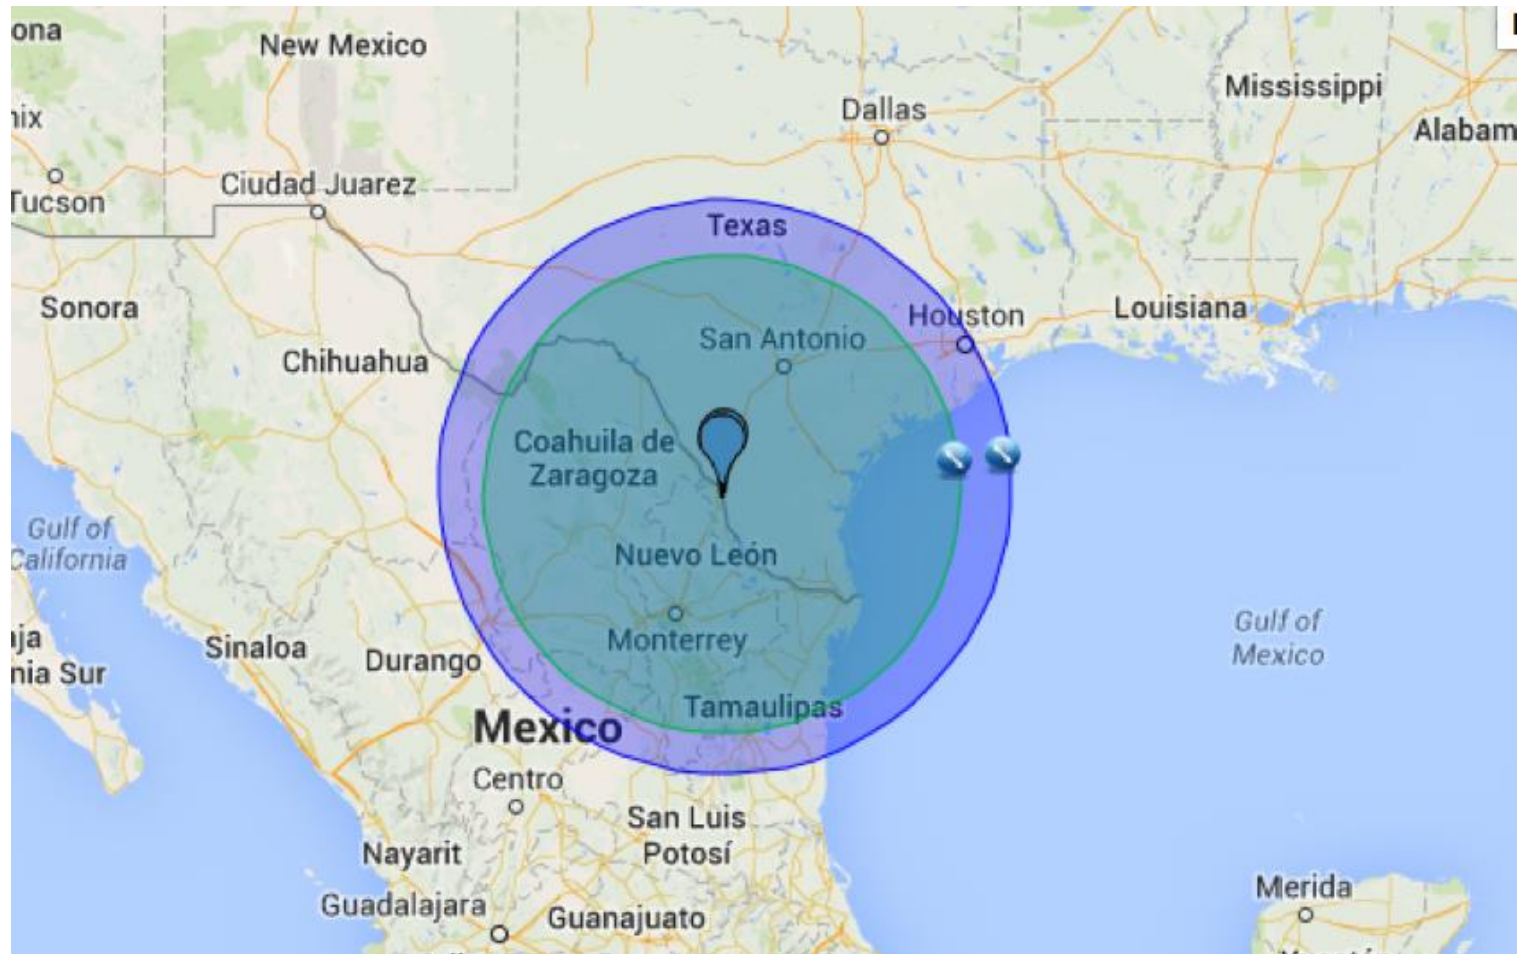 ona
New Mexico
Mississippi
Dallas
nix
Alabam
Ciudad Juarez
Tucson
Texas
Sonora
Houston
Louisiana
San Antonio
Chihuahua
Coahuila de
Zaragoza
Gulf of
California
Nuevo León
Gulf of
Mexico
aja
nia Sur
Sinaloa
Durango
Monterrey
Tamaulipas
Mexico
Centro
San Luis
Potosí
Nayarit
Merida
Guadalajara
Guanajuato